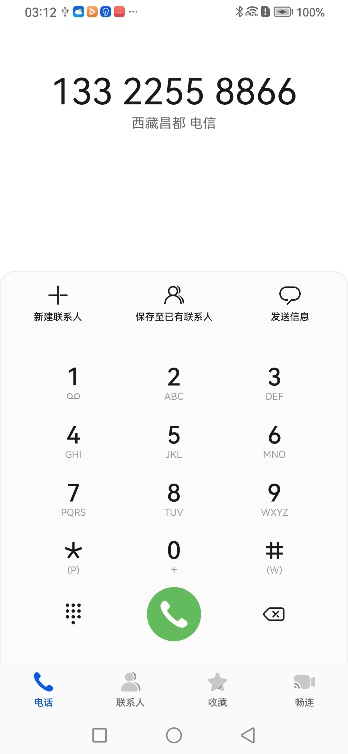 03:12
100%
133 2255 8866
西藏昌都 电信
新建联系人 保存至已有联系人 发送信息
1 2 3
ABC DEF
4 5 6
GHI JKL MNO
7 8 9
PQRS TUV WXYZ
* 0 #
(P) + (W)
电话 联系人 收藏 畅连